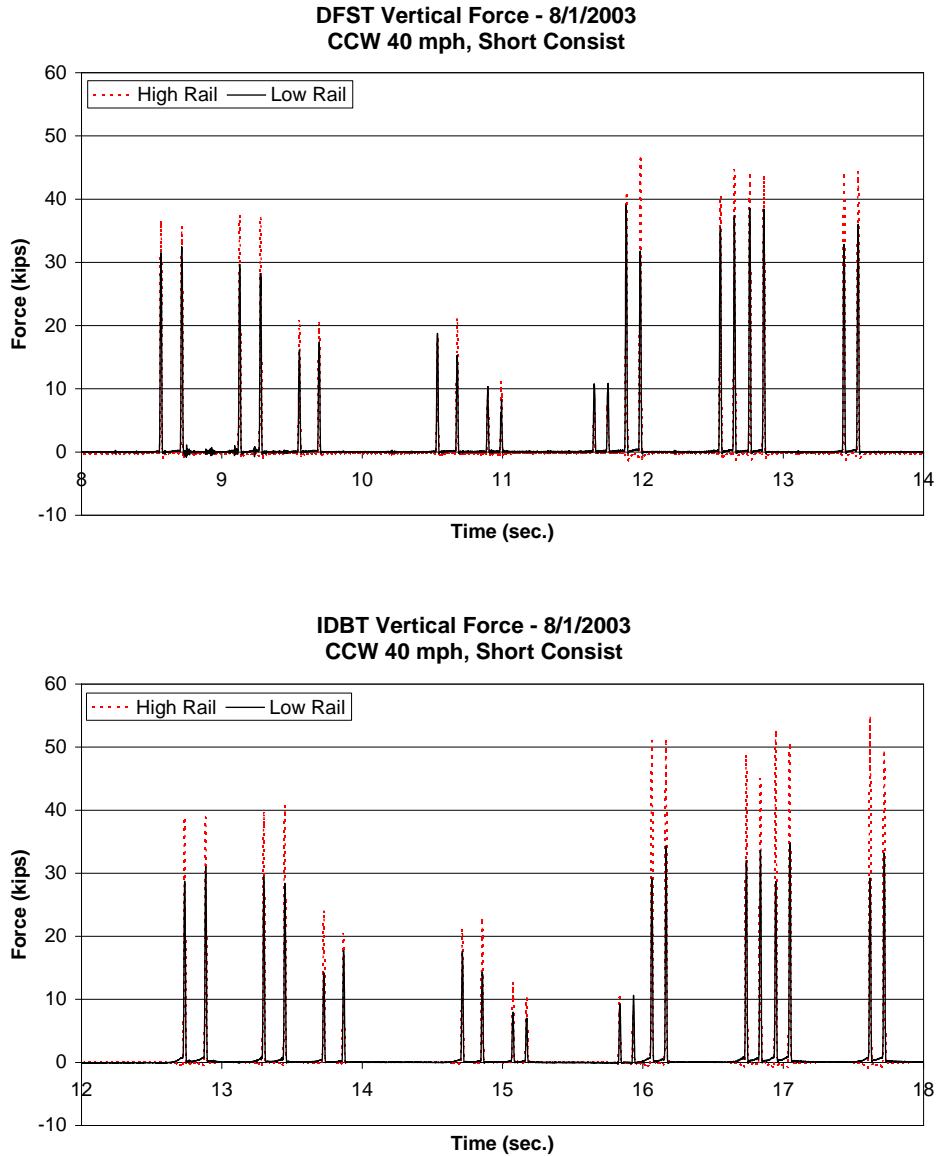 DFST Vertical Force - 8/1/2003
CCW 40 mph, Short Consist
High Rail Low Rail
60
50
40
30
20
10
0
-10
Force (kips)
8 9 10 11 12 13 14
Time (sec.)
IDBT Vertical Force - 8/1/2003
CCW 40 mph, Short Consist
High Rail Low Rail
60
50
40
30
20
10
0
-10
Force (kips)
12 13 14 15 16 17 18
Time (sec.)